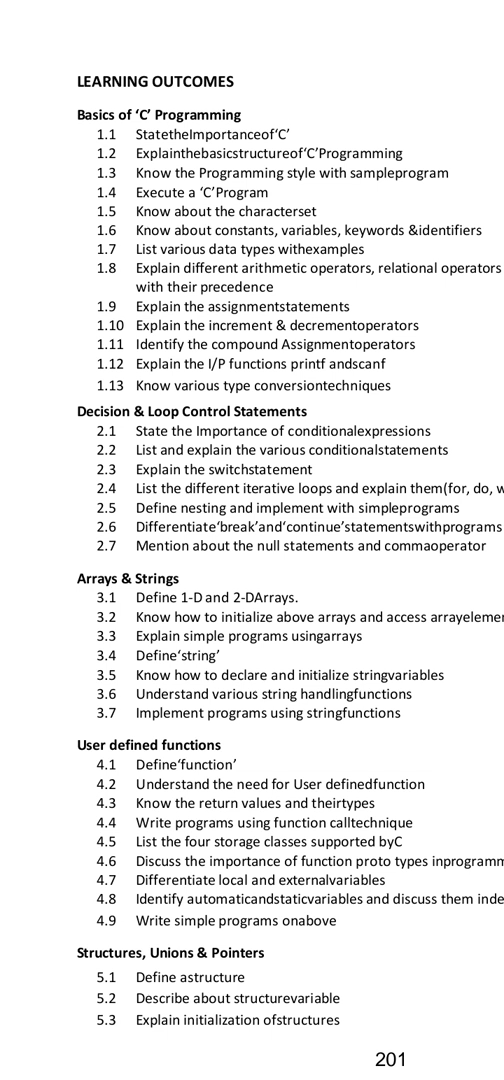 LEARNING OUTCOMES
Basics of ‘C’ Programming
1.1 StatetheImportanceof‘C’
1.2 Explainthebasicstructureof‘C’Programming
1.3 Know the Programming style with sampleprogram
1.4 Execute a ‘C’Program
1.5 Know about the characterset
1.6 Know about constants, variables, keywords &identifiers
1.7 List various data types withexamples
1.8 Explain different arithmetic operators, relational operators
with their precedence
1.9 Explain the assignmentstatements
1.10 Explain the increment & decrementoperators
1.11 Identify the compound Assignmentoperators
1.12 Explain the I/P functions printf andscanf
1.13 Know various type conversiontechniques
Decision & Loop Control Statements
2.1 State the Importance of conditionalexpressions
2.2 List and explain the various conditionalstatements
2.3 Explain the switchstatement
2.4 List the different iterative loops and explain them(for, do, w
2.5 Define nesting and implement with simpleprograms
2.6 Differentiate‘break’and‘continue’statementswithprograms
2.7 Mention about the null statements and commaoperator
Arrays & Strings
3.1 Define 1-D and 2-DArrays.
3.2 Know how to initialize above arrays and access arrayelemen
3.3 Explain simple programs usingarrays
3.4 Define‘string’
3.5 Know how to declare and initialize stringvariables
3.6 Understand various string handlingfunctions
3.7 Implement programs using stringfunctions
User defined functions
4.1 Define‘function’
4.2 Understand the need for User definedfunction
4.3 Know the return values and theirtypes
4.4 Write programs using function calltechnique
4.5 List the four storage classes supported byC
4.6 Discuss the importance of function proto types inprogramm
4.7 Differentiate local and externalvariables
4.8 Identify automaticandstaticvariables and discuss them inde
4.9 Write simple programs onabove
Structures, Unions & Pointers
5.1 Define astructure
5.2 Describe about structurevariable
5.3 Explain initialization ofstructures
201